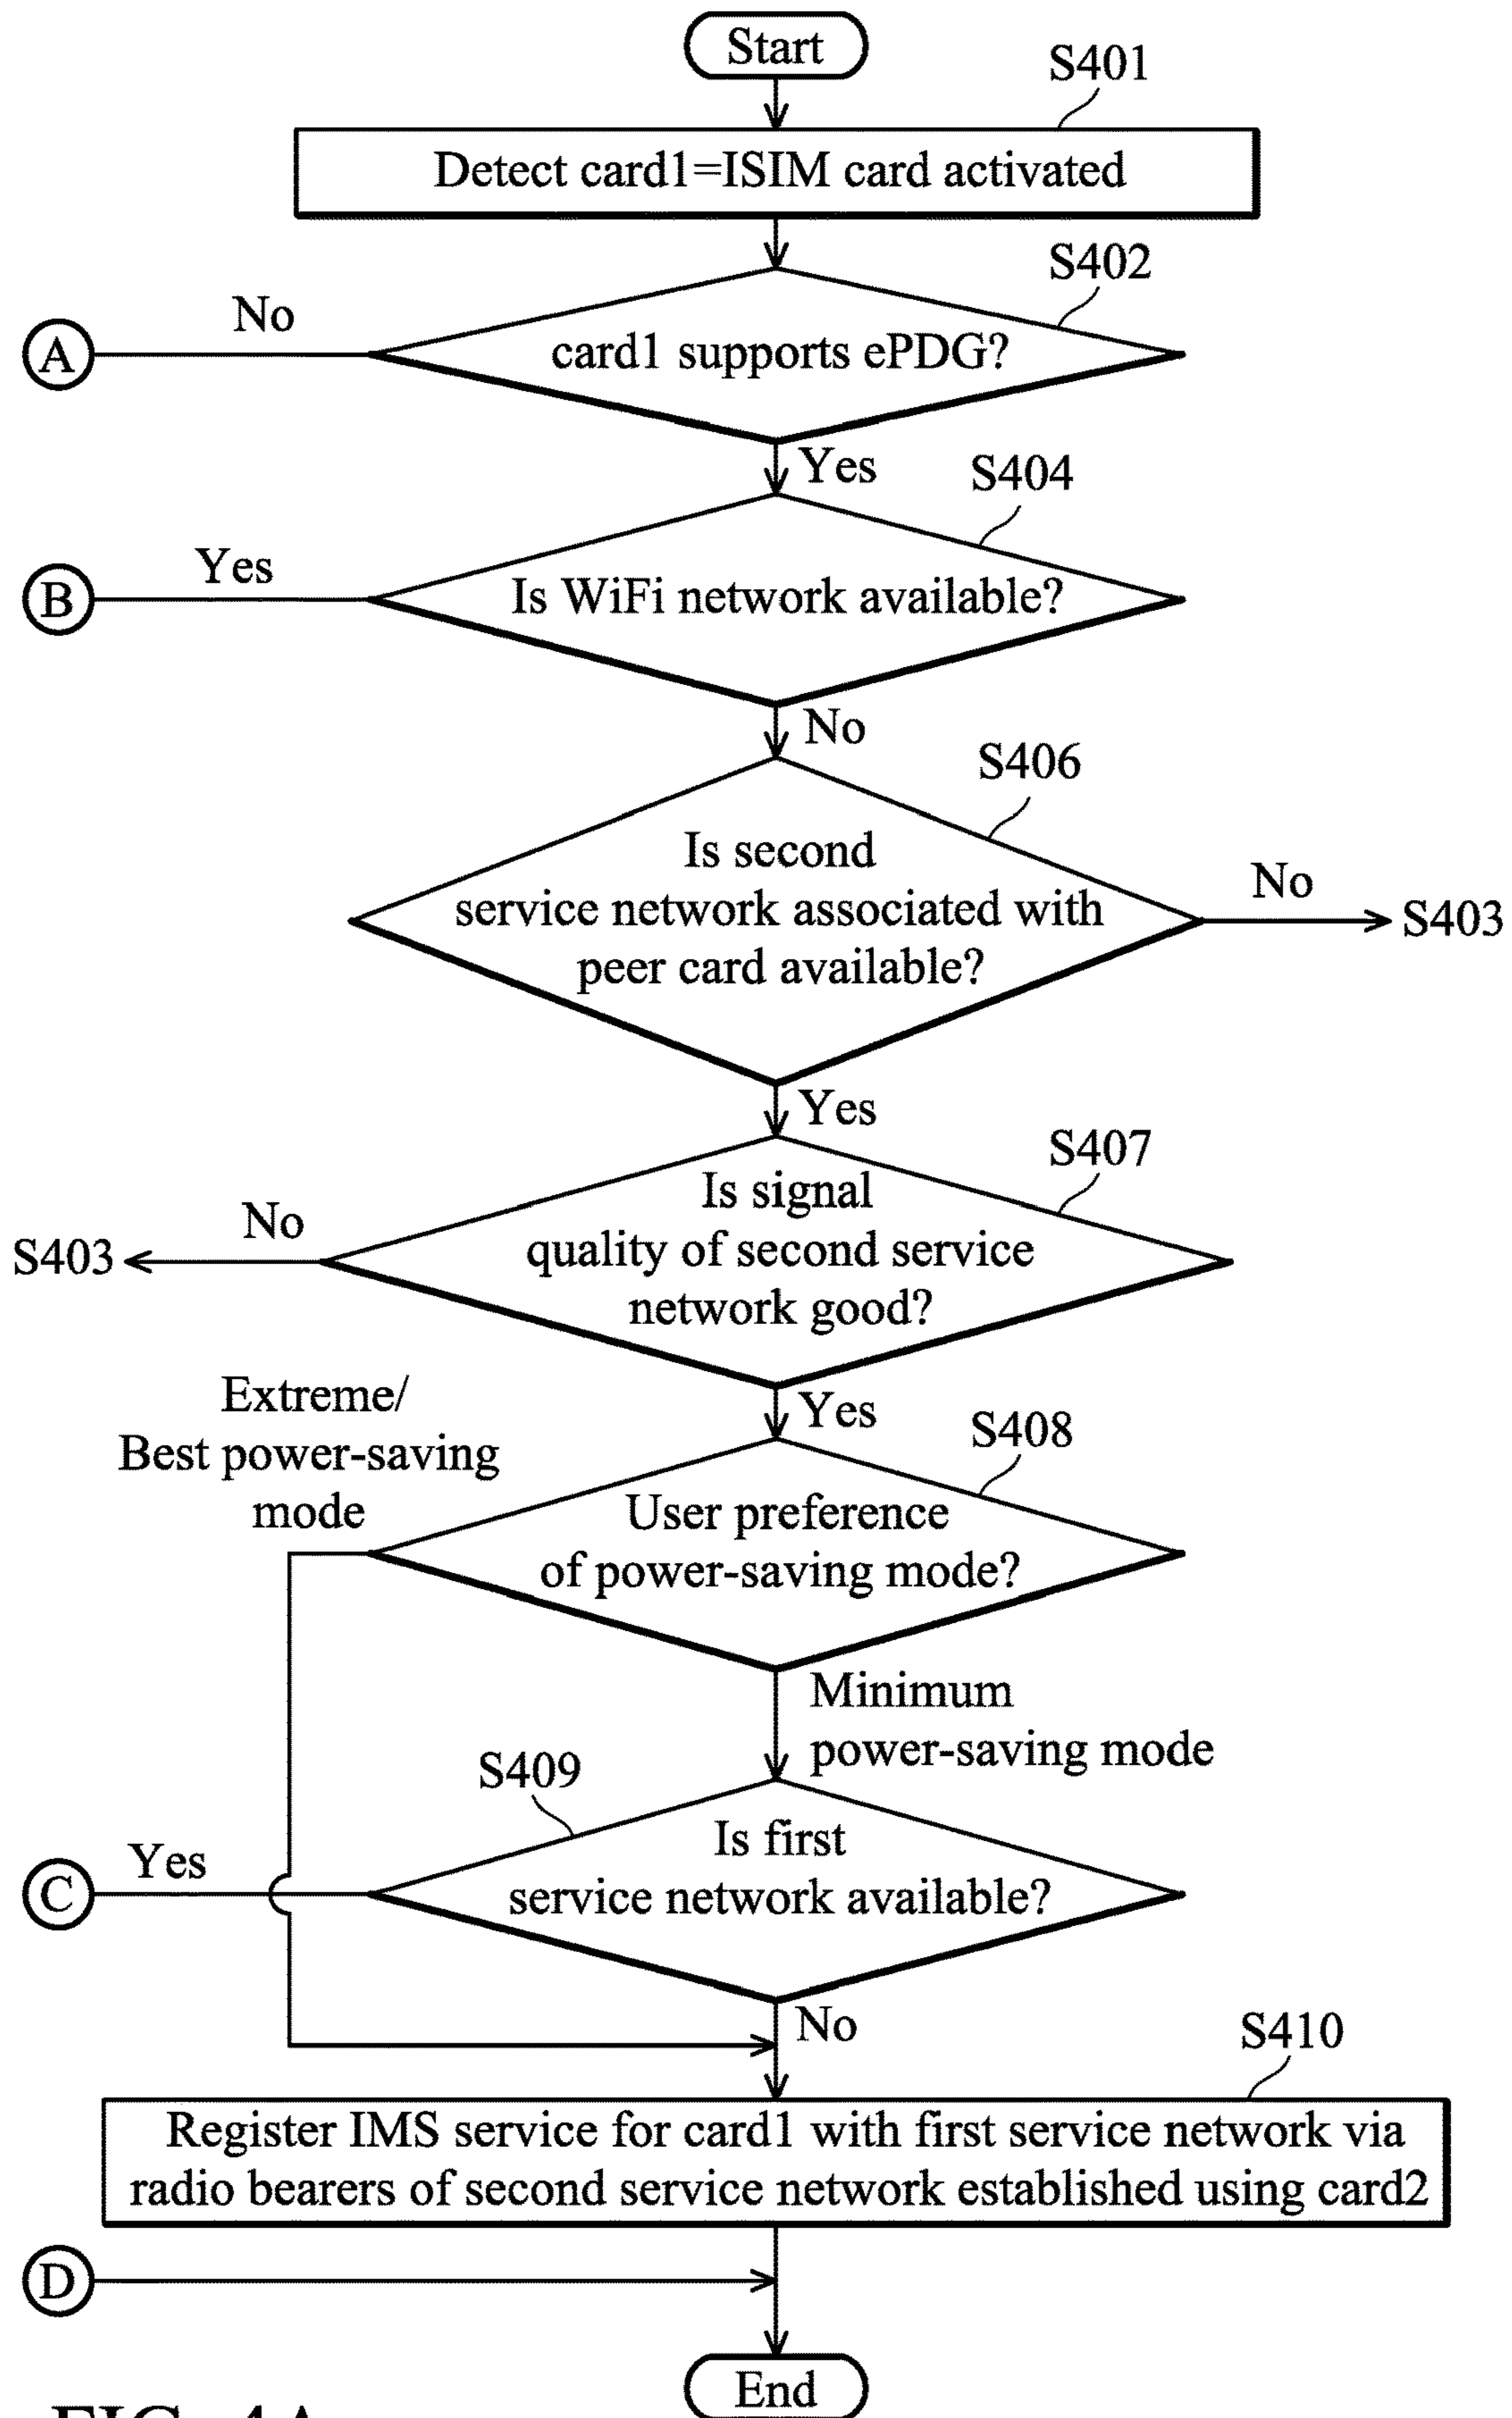 Start
S401
Detect card1=ISIM card activated
S402
No
A
card1 supports ePDG?
Yes
S404
Yes
B
Is WiFi network available?
No
S406
Is second
service network associated with
peer card available?
No
S403
Yes
S407
Is signal
quality of second service
network good?
No
S403
Extreme/
Best power-saving
mode
Yes
S408
User preference
of power-saving mode?
Minimum
power-saving mode
S409
Is first
service network available?
Yes
C
No
S410
Register IMS service for card1 with first service network via
radio bearers of second service network established using card2
D
End
FIG. 4A